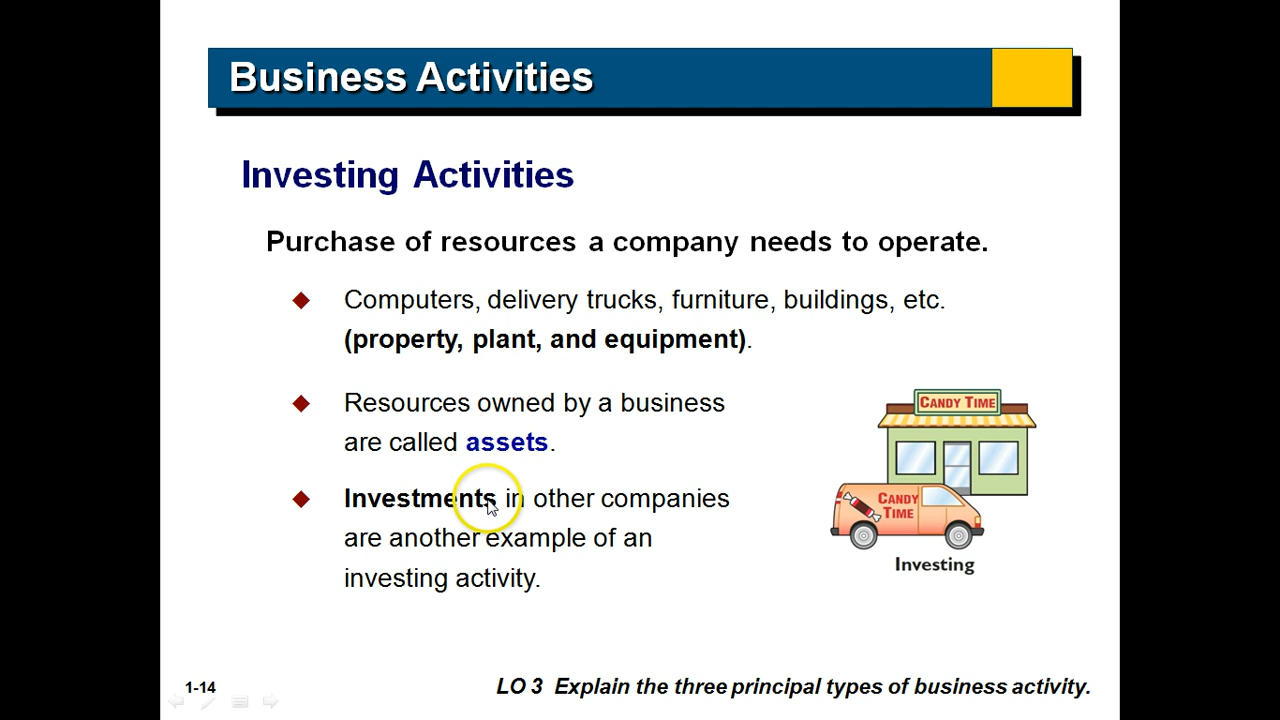 Business Activities
Investing Activities
Purchase of resources a company needs to operate.
Computers, delivery trucks, furniture, buildings, etc.
(property, plant, and equipment).
Resources owned by a business
are called assets.
Investments in other companies
are another example of an
investing activity.
CANDY TIME
CANDY
TIME
Investing
1-14
LO 3 Explain the three principal types of business activity.